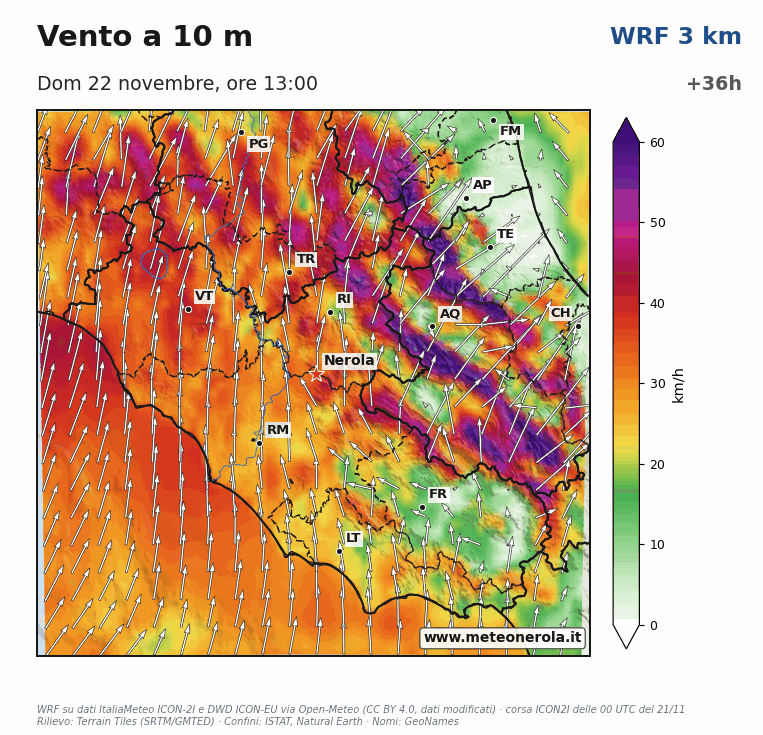 Vento a 10 m
WRF 3 km
Dom 22 novembre, ore 13:00
+36h
FM
PG
AP
TE
TR
VT
RI
AQ
CH
Nerola
RM
FR
LT
www.meteonerola.it
60
50
40
30
20
10
0
km/h
WRF su dati ItaliaMeteo ICON-2I e DWD ICON-EU via Open-Meteo (CC BY 4.0, dati modificati) · corsa ICON2I delle 00 UTC del 21/11
Rilievo: Terrain Tiles (SRTM/GMTED) · Confini: ISTAT, Natural Earth · Nomi: GeoNames